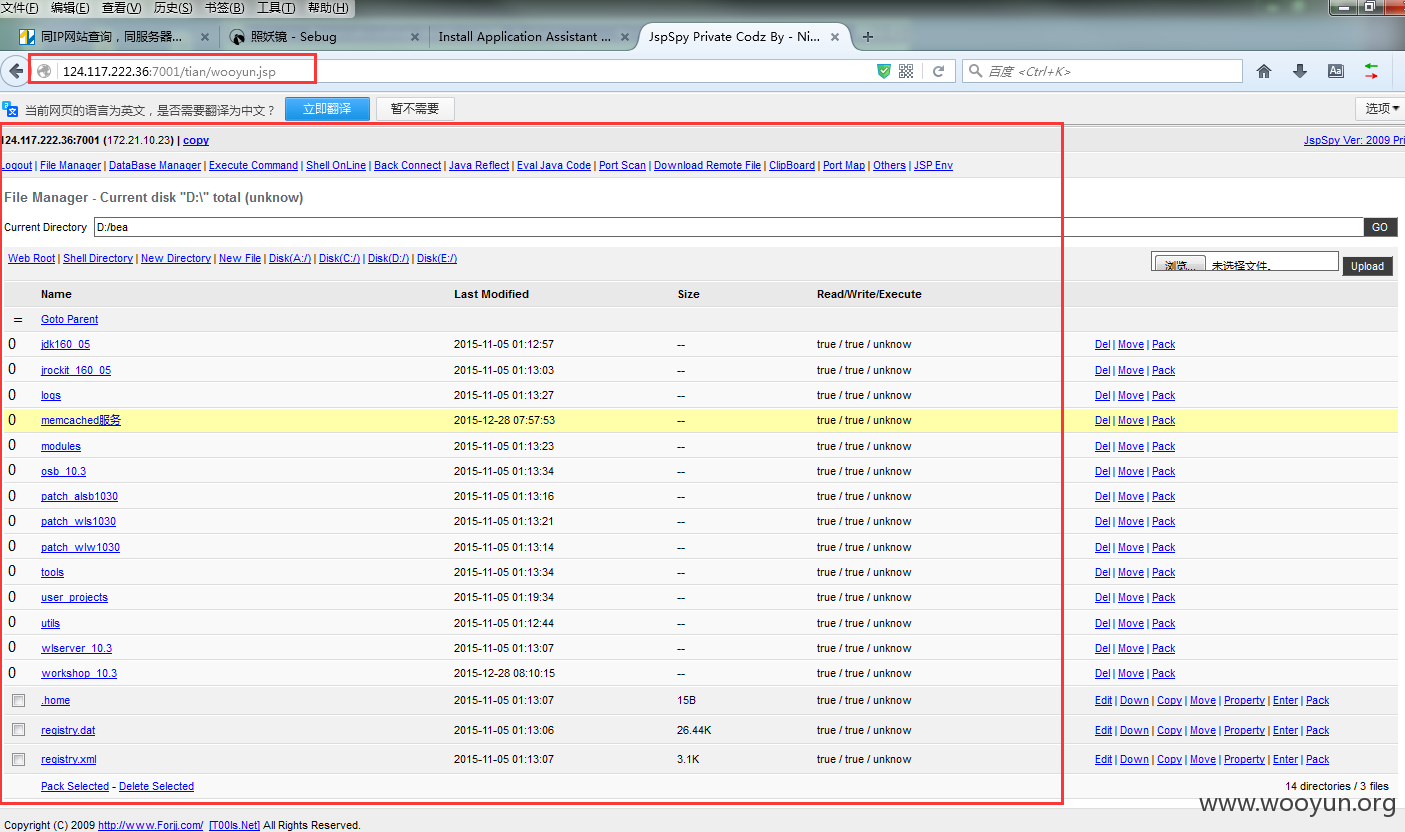 文件(F) 编辑(E) 查看(V) 历史(S) 书签(B) 工具(T) 帮助(H)
同IP网站查询，同服务器... × 照妖镜 - Sebug × Install Application Assistant ... × JspSpy Private Codz By - Ni... × +
124.117.222.36:7001/tian/wooyun.jsp 百度 <Ctrl+K>
当前网页的语言为英文，是否需要翻译为中文？ 立即翻译 暂不需要 选项
124.117.222.36:7001 (172.21.10.23) | copy JspSpy Ver: 2009 Pri
Logout | File Manager | DataBase Manager | Execute Command | Shell OnLine | Back Connect | Java Reflect | Eval Java Code | Port Scan | Download Remote File | ClipBoard | Port Map | Others | JSP Env
File Manager - Current disk "D:\" total (unknow)
Current Directory D:/bea GO
Web Root | Shell Directory | New Directory | New File | Disk(A:/) | Disk(C:/) | Disk(D:/) | Disk(E:/) 浏览... 未选择文件。 Upload
Name Last Modified Size Read/Write/Execute
= Goto Parent
0 jdk160_05 2015-11-05 01:12:57 -- true / true / unknow Del | Move | Pack
0 jrockit_160_05 2015-11-05 01:13:03 -- true / true / unknow Del | Move | Pack
0 logs 2015-11-05 01:13:27 -- true / true / unknow Del | Move | Pack
0 memcached服务 2015-12-28 07:57:53 -- true / true / unknow Del | Move | Pack
0 modules 2015-11-05 01:13:23 -- true / true / unknow Del | Move | Pack
0 osb_10.3 2015-11-05 01:13:34 -- true / true / unknow Del | Move | Pack
0 patch_alsb1030 2015-11-05 01:13:16 -- true / true / unknow Del | Move | Pack
0 patch_wls1030 2015-11-05 01:13:21 -- true / true / unknow Del | Move | Pack
0 patch_wlw1030 2015-11-05 01:13:14 -- true / true / unknow Del | Move | Pack
0 tools 2015-11-05 01:13:34 -- true / true / unknow Del | Move | Pack
0 user_projects 2015-11-05 01:19:34 -- true / true / unknow Del | Move | Pack
0 utils 2015-11-05 01:12:44 -- true / true / unknow Del | Move | Pack
0 wlserver_10.3 2015-11-05 01:13:07 -- true / true / unknow Del | Move | Pack
0 workshop_10.3 2015-12-28 08:10:15 -- true / true / unknow Del | Move | Pack
.home 2015-11-05 01:13:07 15B true / true / unknow Edit | Down | Copy | Move | Property | Enter | Pack
registry.dat 2015-11-05 01:13:06 26.44K true / true / unknow Edit | Down | Copy | Move | Property | Enter | Pack
registry.xml 2015-11-05 01:13:07 3.1K true / true / unknow Edit | Down | Copy | Move | Property | Enter | Pack
Pack Selected - Delete Selected 14 directories / 3 files
www.wooyun.org
Copyright (C) 2009 http://www.Forjj.com/ [T00ls.Net] All Rights Reserved.